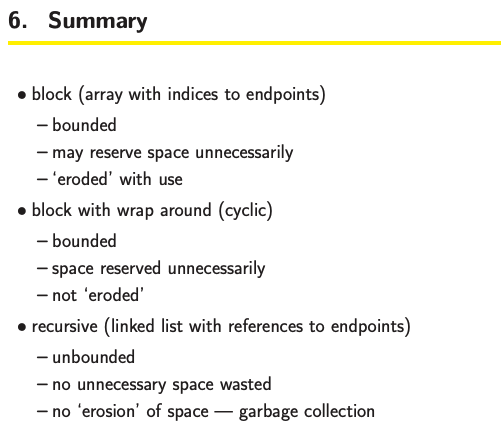 6. Summary
• block (array with indices to endpoints)
– bounded
– may reserve space unnecessarily
– ‘eroded’ with use
• block with wrap around (cyclic)
– bounded
– space reserved unnecessarily
– not ‘eroded’
• recursive (linked list with references to endpoints)
– unbounded
– no unnecessary space wasted
– no ‘erosion’ of space — garbage collection